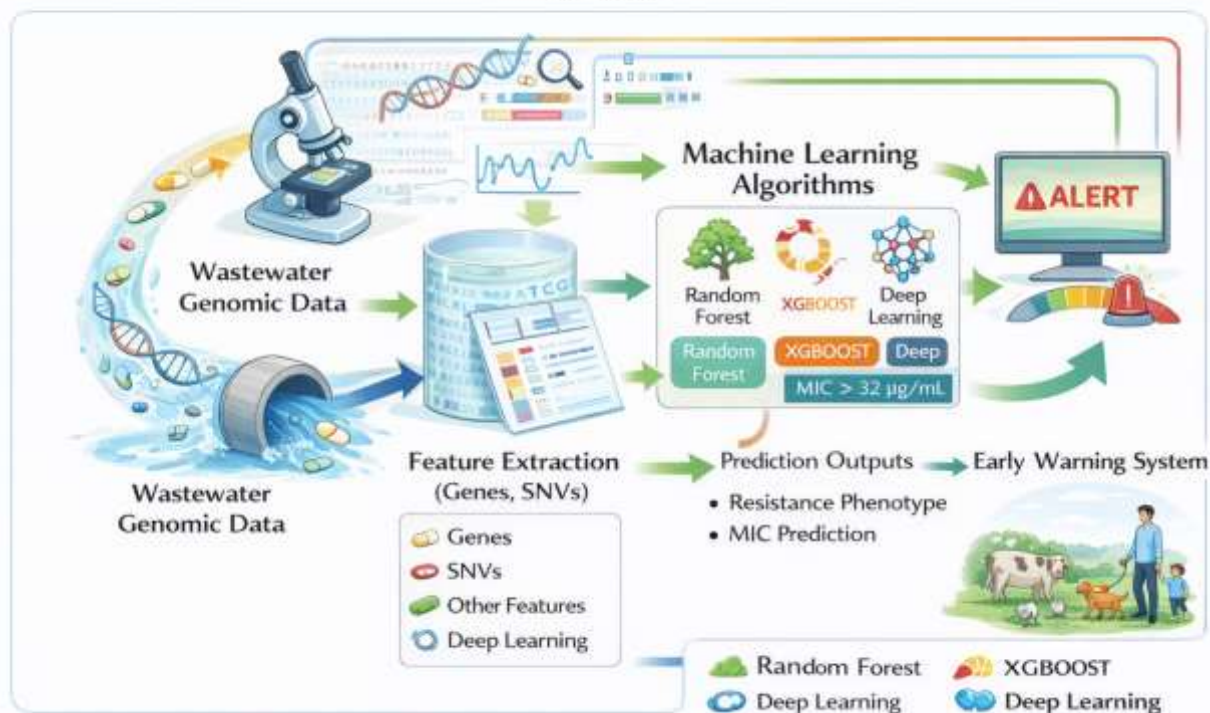 Machine Learning
Algorithms
ALERT
Wastewater
Genomic Data
ATCG
Random
Forest
XGBOOST
Deep
Learning
Random
Forest
XGBOOST
Deep
MIC > 32 µg/mL
Wastewater
Genomic Data
Feature Extraction
(Genes, SNVs)
Prediction Outputs
Early Warning System
• Resistance Phenotype
• MIC Prediction
Genes
SNVs
Other Features
Deep Learning
Random Forest
XGBOOST
Deep Learning
Deep Learning